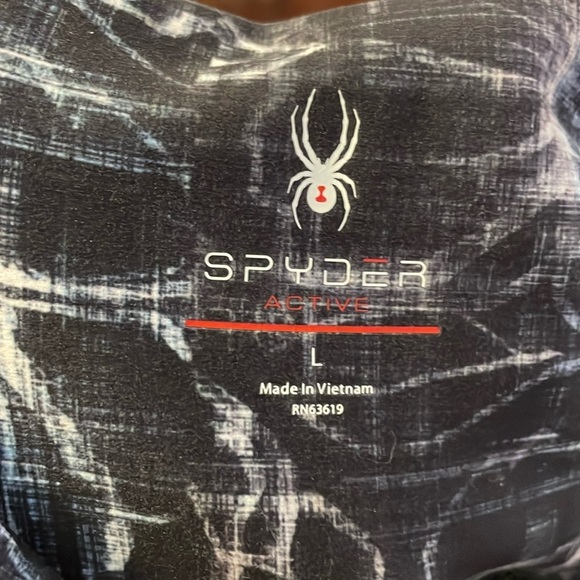 SPYDER
ACTIVE
L
Made In Vietnam
RN63619